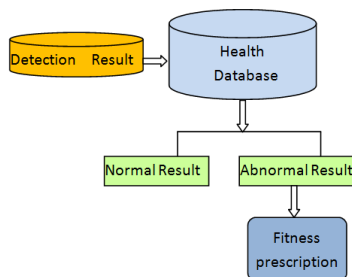 Detection Result
Health
Database
Normal Result
Abnormal Result
Fitness
prescription